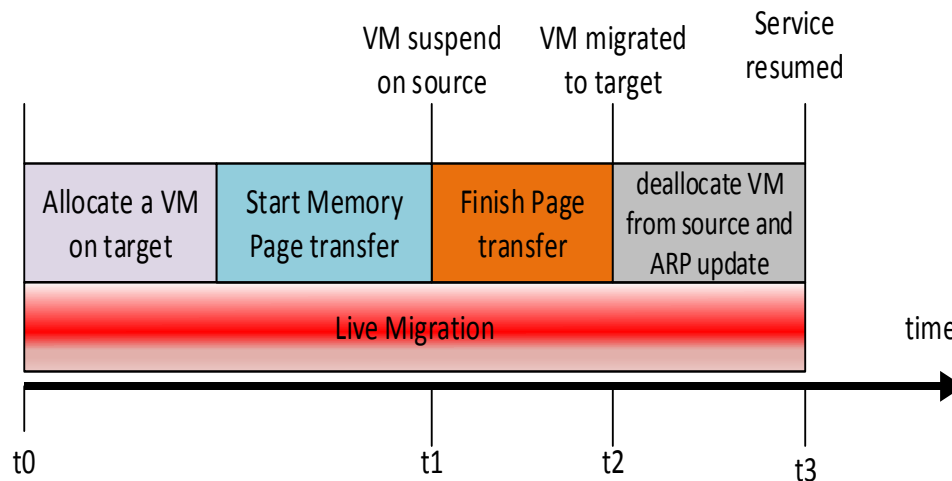 VM suspend
on source
VM migrated
to target
Service
resumed
Allocate a VM
on target
Start Memory
Page transfer
Finish Page
transfer
deallocate VM
from source and
ARP update
Live Migration
time
t0
t1
t2
t3